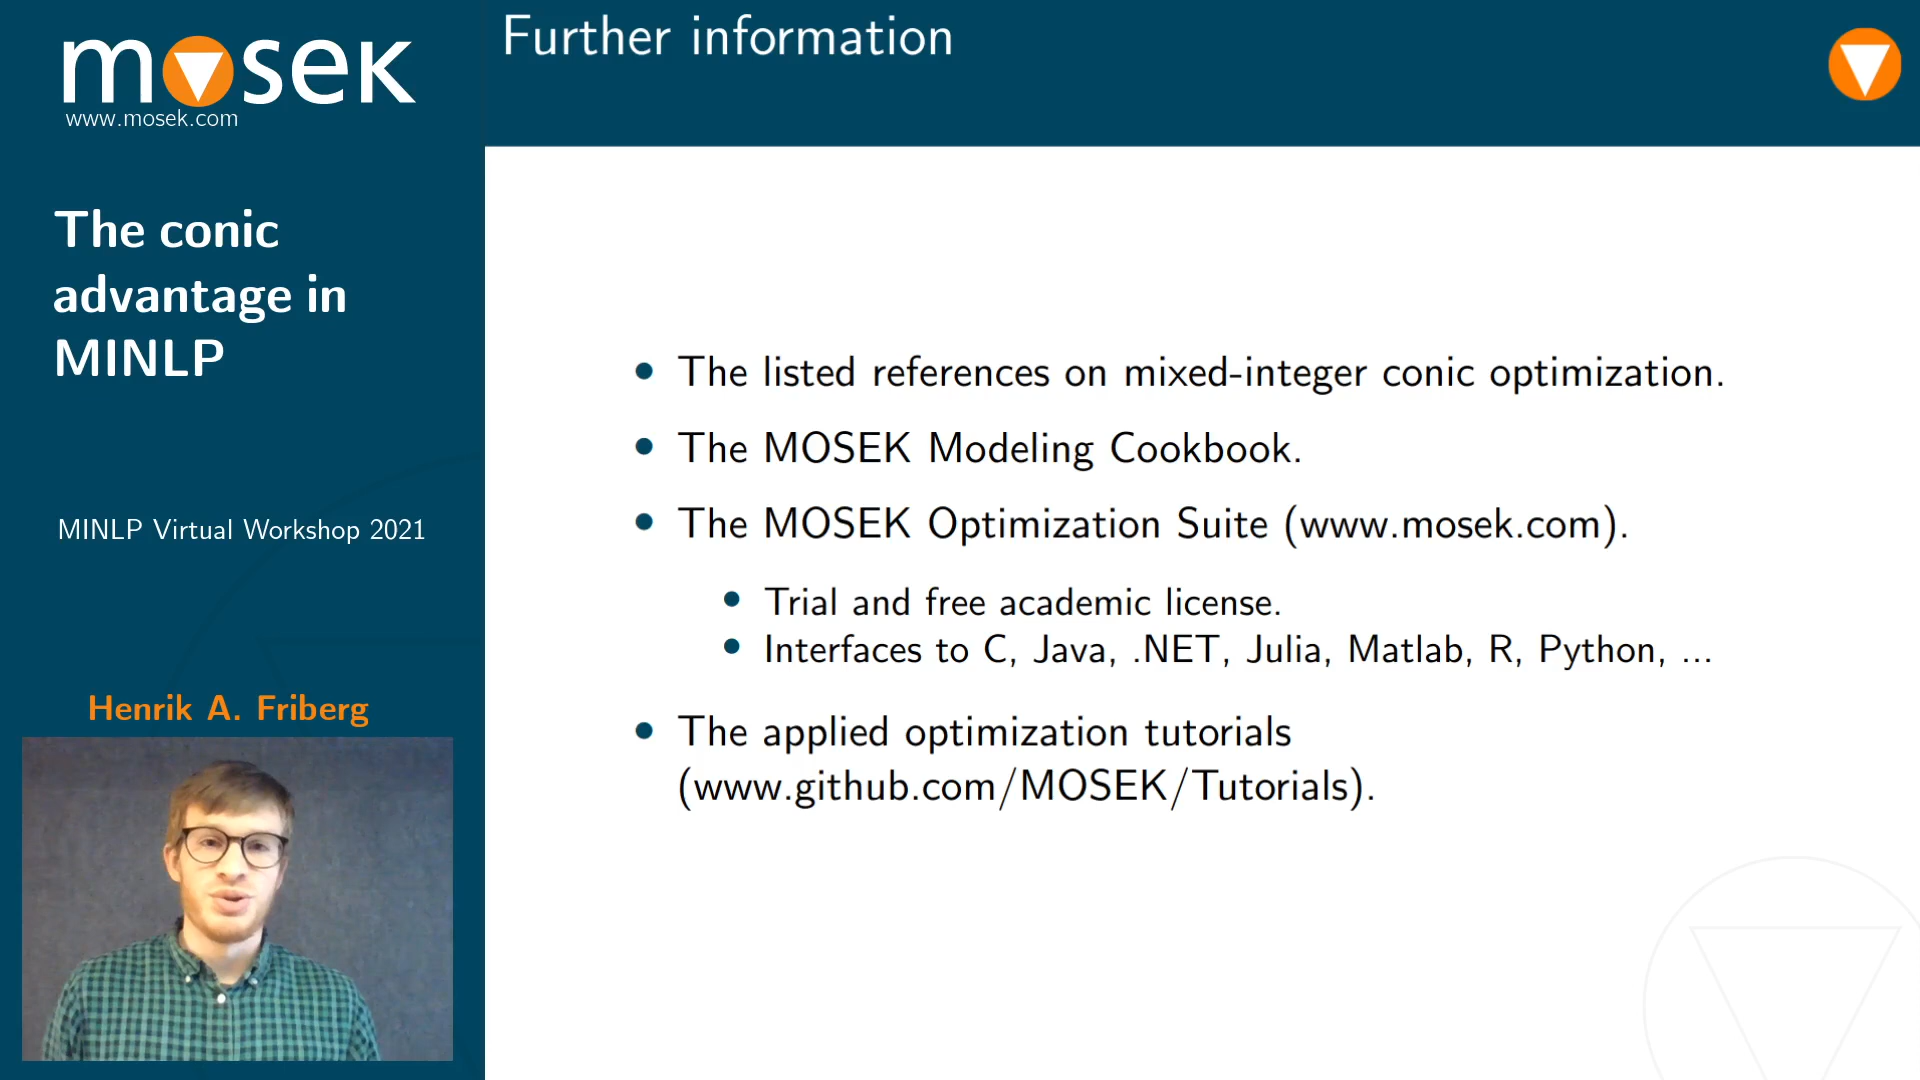 mosek
www.mosek.com
The conic
advantage in
MINLP
MINLP Virtual Workshop 2021
Henrik A. Friberg
Further information
• The listed references on mixed-integer conic optimization.
• The MOSEK Modeling Cookbook.
• The MOSEK Optimization Suite (www.mosek.com).
• Trial and free academic license.
• Interfaces to C, Java, .NET, Julia, Matlab, R, Python, ...
• The applied optimization tutorials
(www.github.com/MOSEK/Tutorials).